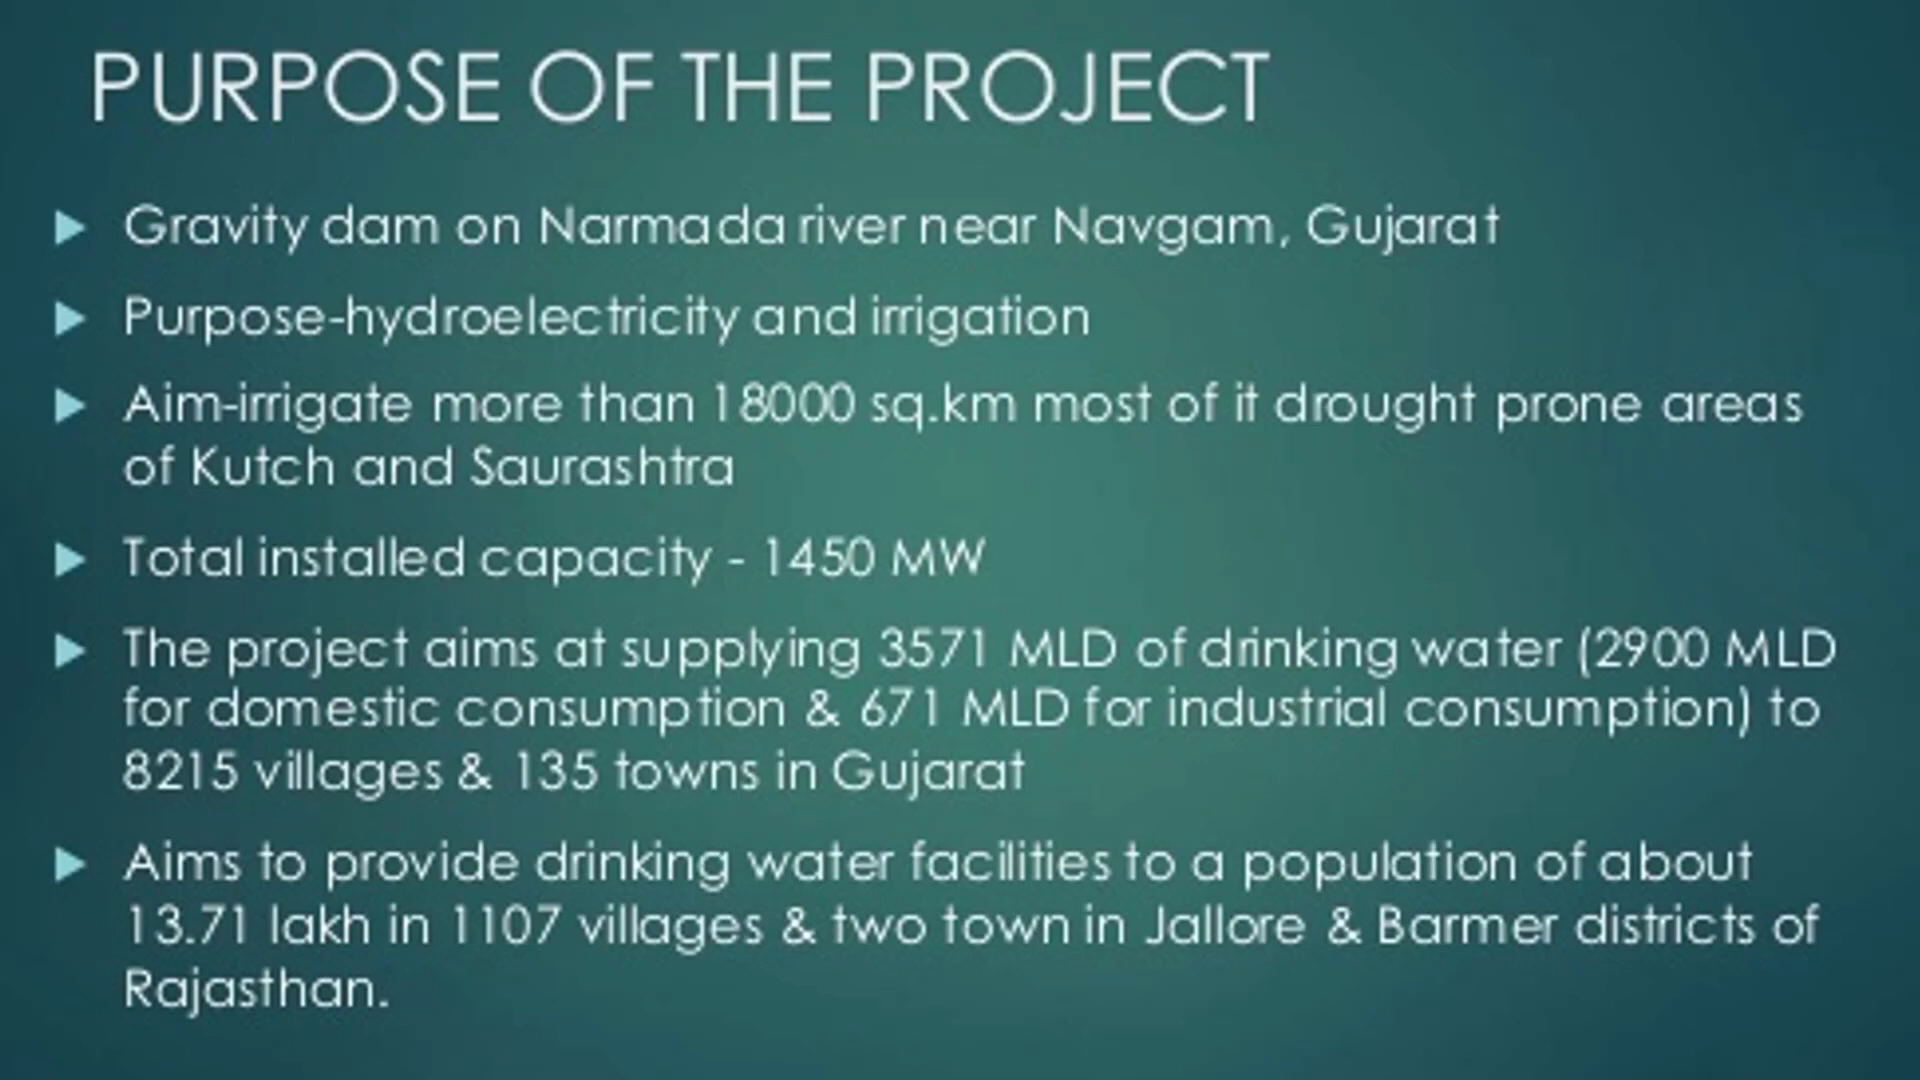 PURPOSE OF THE PROJECT
Gravity dam on Narmada river near Navgam, Gujarat
Purpose-hydroelectricity and irrigation
Aim-irrigate more than 18000 sq.km most of it drought prone areas
of Kutch and Saurashtra
Total installed capacity - 1450 MW
The project aims at supplying 3571 MLD of drinking water (2900 MLD
for domestic consumption & 671 MLD for industrial consumption) to
8215 villages & 135 towns in Gujarat
Aims to provide drinking water facilities to a population of about
13.71 lakh in 1107 villages & two town in Jallore & Barmer districts of
Rajasthan.